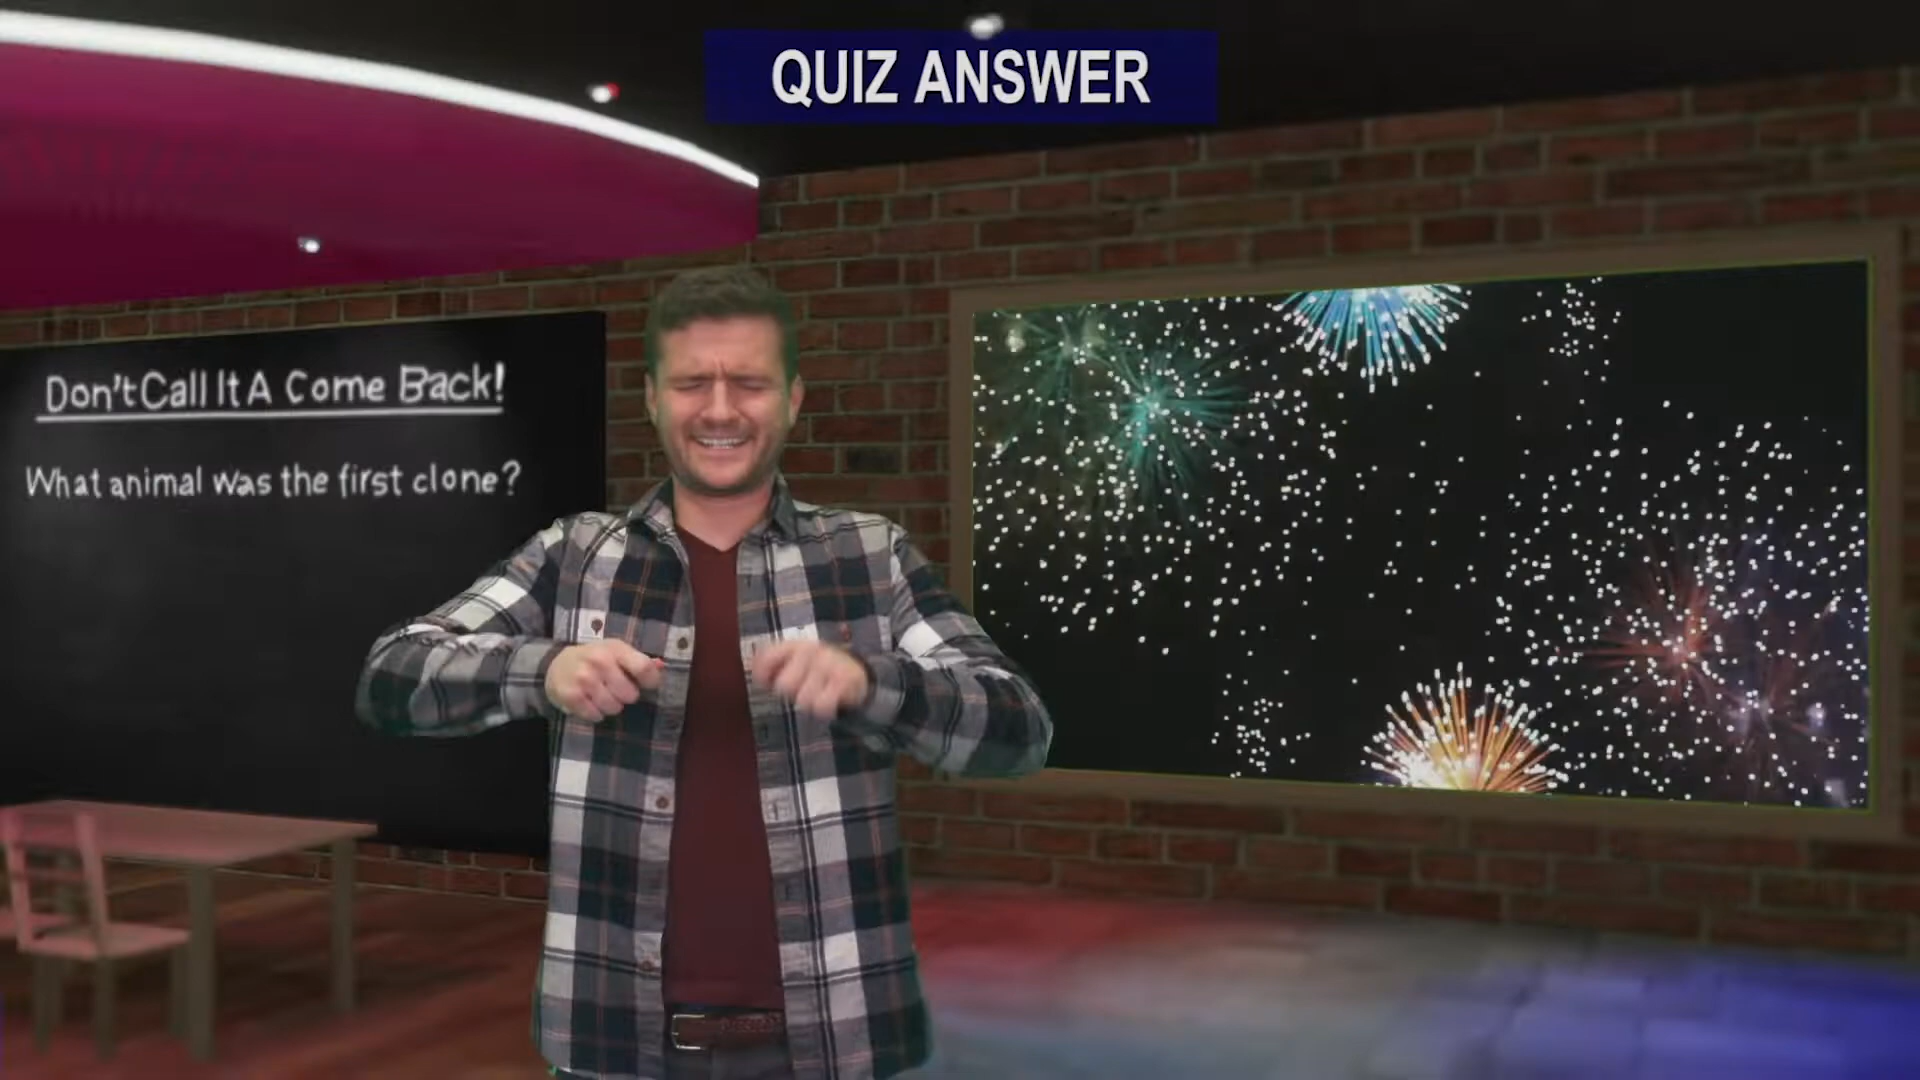 QUIZ ANSWER
Don't Call It A Come Back!
What animal was the first clone?